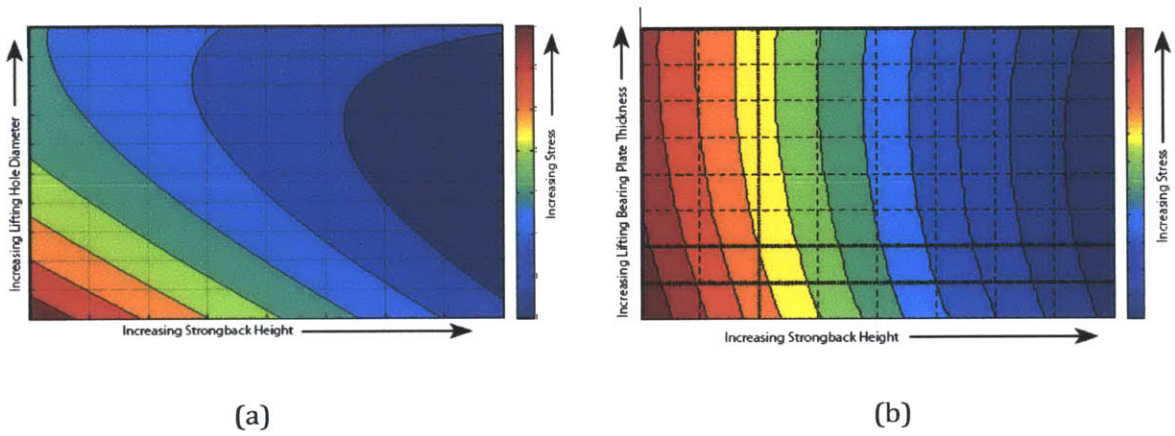 Increasing Lifting Hole Diameter
Increasing Strongback Height
Increasing Stress
(a)
Increasing Lifting Bearing Plate Thickness
Increasing Strongback Height
Increasing Stress
(b)